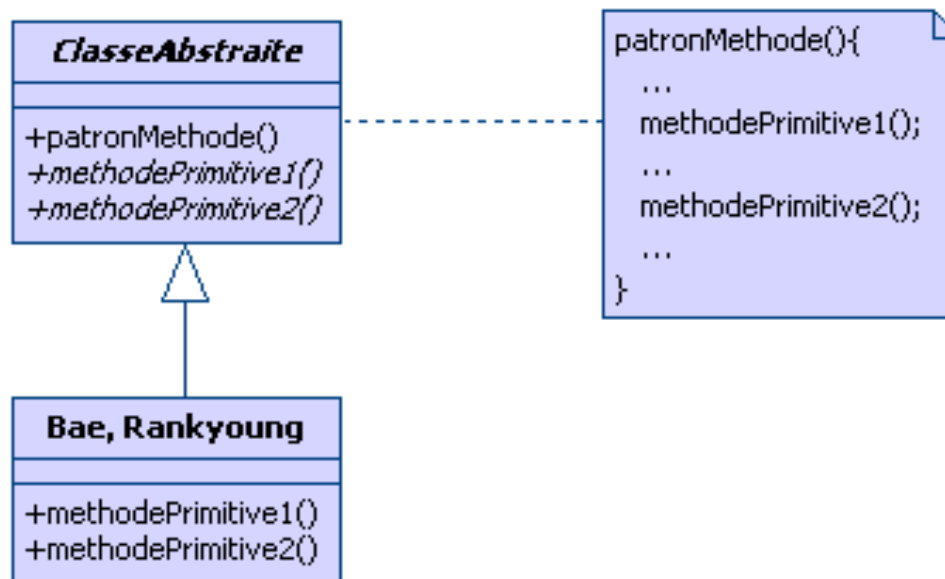 ClasseAbstraite
+patronMethode()
+methodePrimitive1()
+methodePrimitive2()
patronMethode(){
...
methodePrimitive1();
...
methodePrimitive2();
...
}
Bae, Rankyoung
+methodePrimitive1()
+methodePrimitive2()